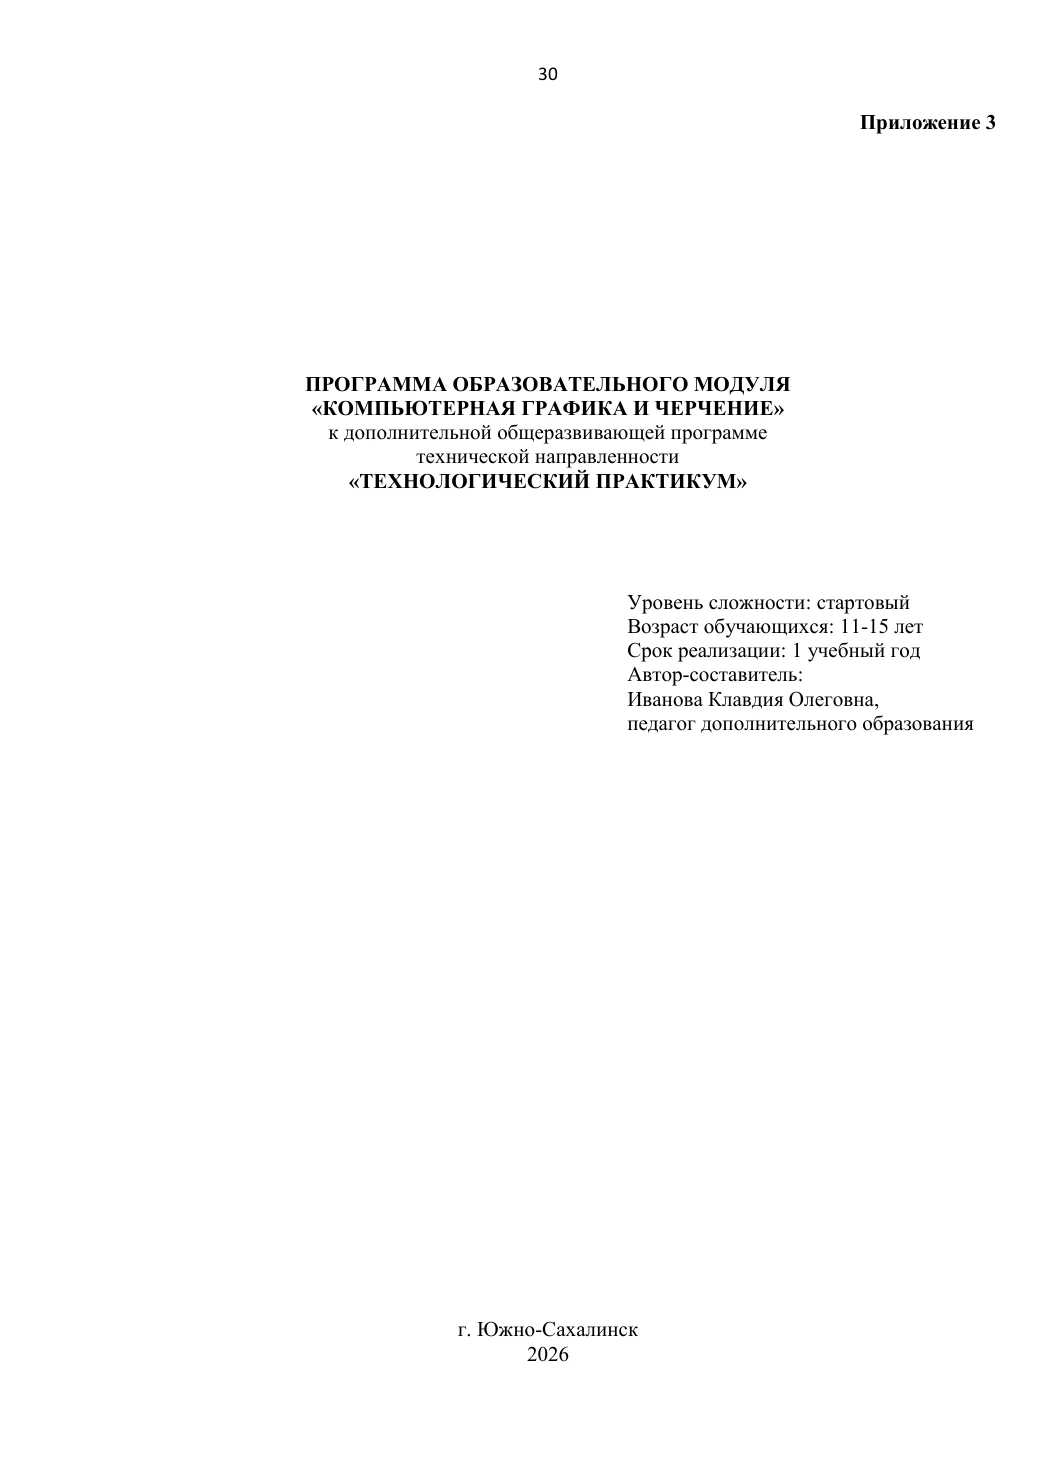 30
Приложение 3
ПРОГРАММА ОБРАЗОВАТЕЛЬНОГО МОДУЛЯ
«КОМПЬЮТЕРНАЯ ГРАФИКА И ЧЕРЧЕНИЕ»
к дополнительной общеразвивающей программе
технической направленности
«ТЕХНОЛОГИЧЕСКИЙ ПРАКТИКУМ»
Уровень сложности: стартовый
Возраст обучающихся: 11-15 лет
Срок реализации: 1 учебный год
Автор-составитель:
Иванова Клавдия Олеговна,
педагог дополнительного образования
г. Южно-Сахалинск
2026